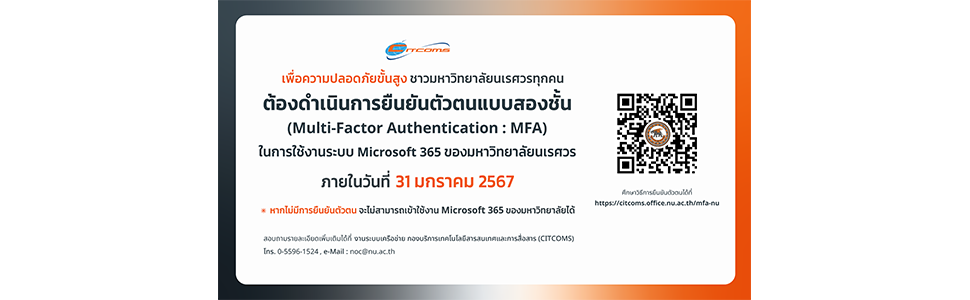 CITCOMS
เพื่อความปลอดภัยขั้นสูง ชาวมหาวิทยาลัยนเรศวรทุกคน
ต้องดำเนินการยืนยันตัวตนแบบสองชั้น
(Multi-Factor Authentication : MFA)
ในการใช้งานระบบ Microsoft 365 ของมหาวิทยาลัยนเรศวร
ภายในวันที่ 31 มกราคม 2567
* หากไม่มีการยืนยันตัวตน จะไม่สามารถเข้าใช้งาน Microsoft 365 ของมหาวิทยาลัยได้
สอบถามรายละเอียดเพิ่มเติมได้ที่ งานระบบเครือข่าย กองบริการเทคโนโลยีสารสนเทศและการสื่อสาร (CITCOMS)
โทร. 0-5596-1524 , e-Mail : noc@nu.ac.th
ศึกษาวิธีการยืนยันตัวตนได้ที่
https://citcoms.office.nu.ac.th/mfa-nu